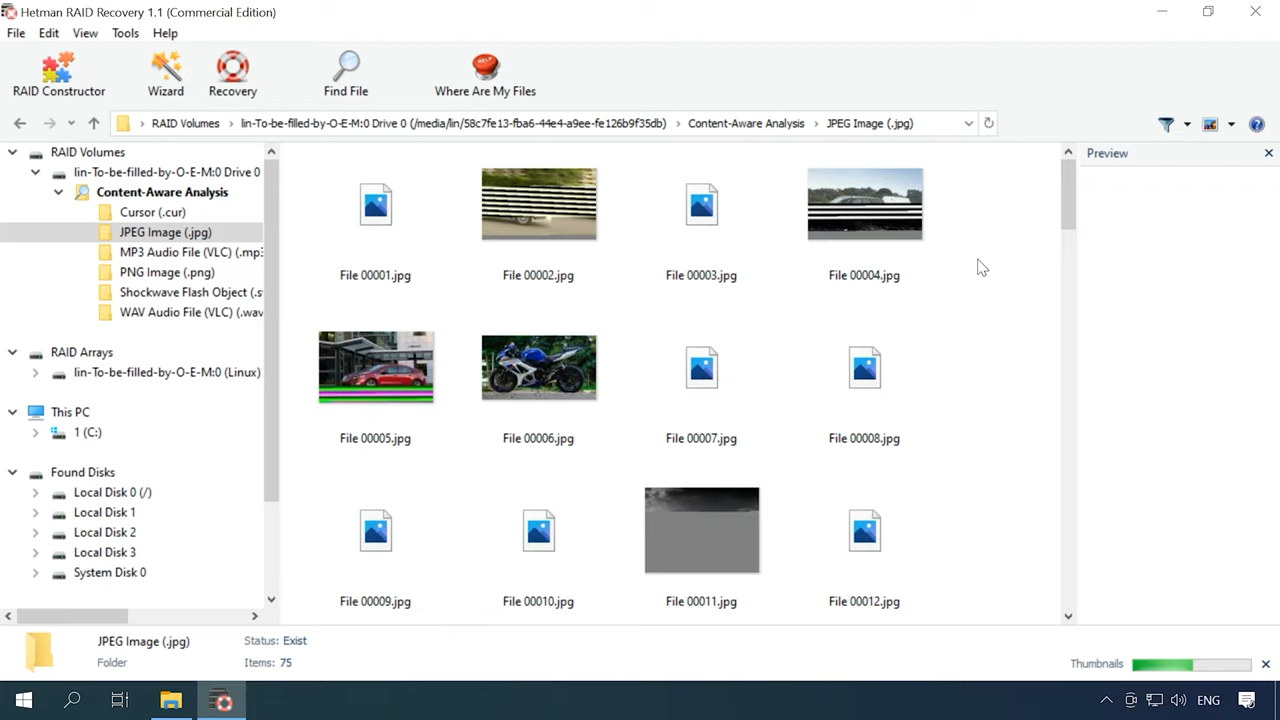 Hetman RAID Recovery 1.1 (Commercial Edition)
File Edit View Tools Help
RAID Constructor Wizard Recovery Find File Where Are My Files
RAID Volumes lin-To-be-filled-by-O-E-M:0 Drive 0 (/media/lin/58c7fe13-fba6-44e4-a9ee-fe126b9f35db) Content-Aware Analysis JPEG Image (.jpg)
RAID Volumes
lin-To-be-filled-by-O-E-M:0 Drive 0
Content-Aware Analysis
Cursor (.cur)
JPEG Image (.jpg)
MP3 Audio File (VLC) (.mp3
PNG Image (.png)
Shockwave Flash Object (.s
WAV Audio File (VLC) (.wav
RAID Arrays
lin-To-be-filled-by-O-E-M:0 (Linux)
This PC
1 (C:)
Found Disks
Local Disk 0 (/)
Local Disk 1
Local Disk 2
Local Disk 3
System Disk 0
File 00001.jpg File 00002.jpg File 00003.jpg File 00004.jpg
File 00005.jpg File 00006.jpg File 00007.jpg File 00008.jpg
File 00009.jpg File 00010.jpg File 00011.jpg File 00012.jpg
Preview
JPEG Image (.jpg) Status: Exist
Folder Items: 75
Thumbnails
ENG